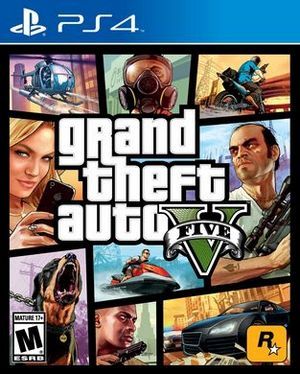 PS4
grand
theft
auto
V
FIVE
MATURE 17+
M
ESRB
R